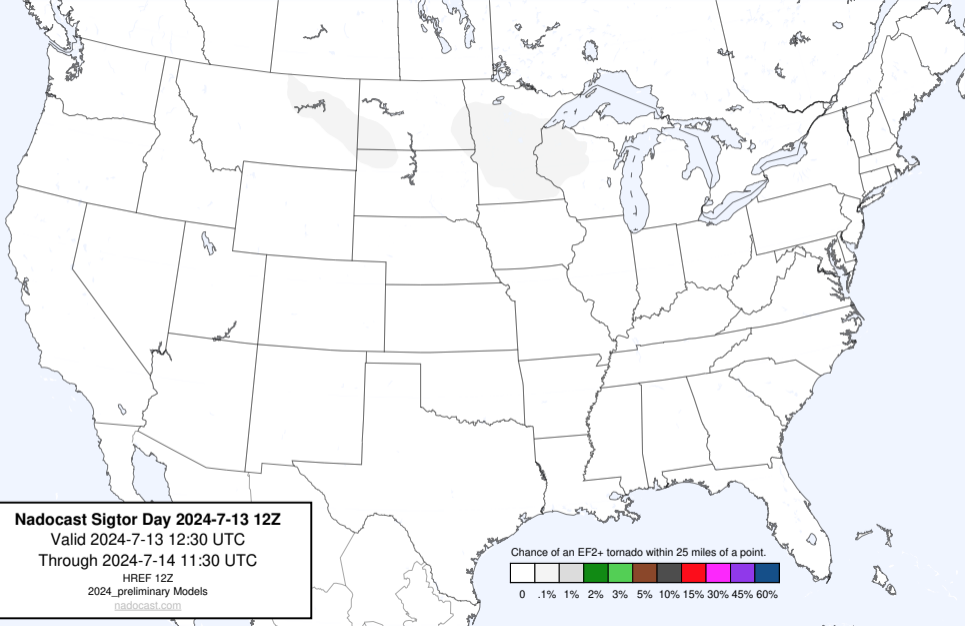 Nadocast Sigtor Day 2024-7-13 12Z
Valid 2024-7-13 12:30 UTC
Through 2024-7-14 11:30 UTC
HREF 12Z
2024_preliminary Models
nadocast.com
Chance of an EF2+ tornado within 25 miles of a point.
0 .1% 1% 2% 3% 5% 10% 15% 30% 45% 60%